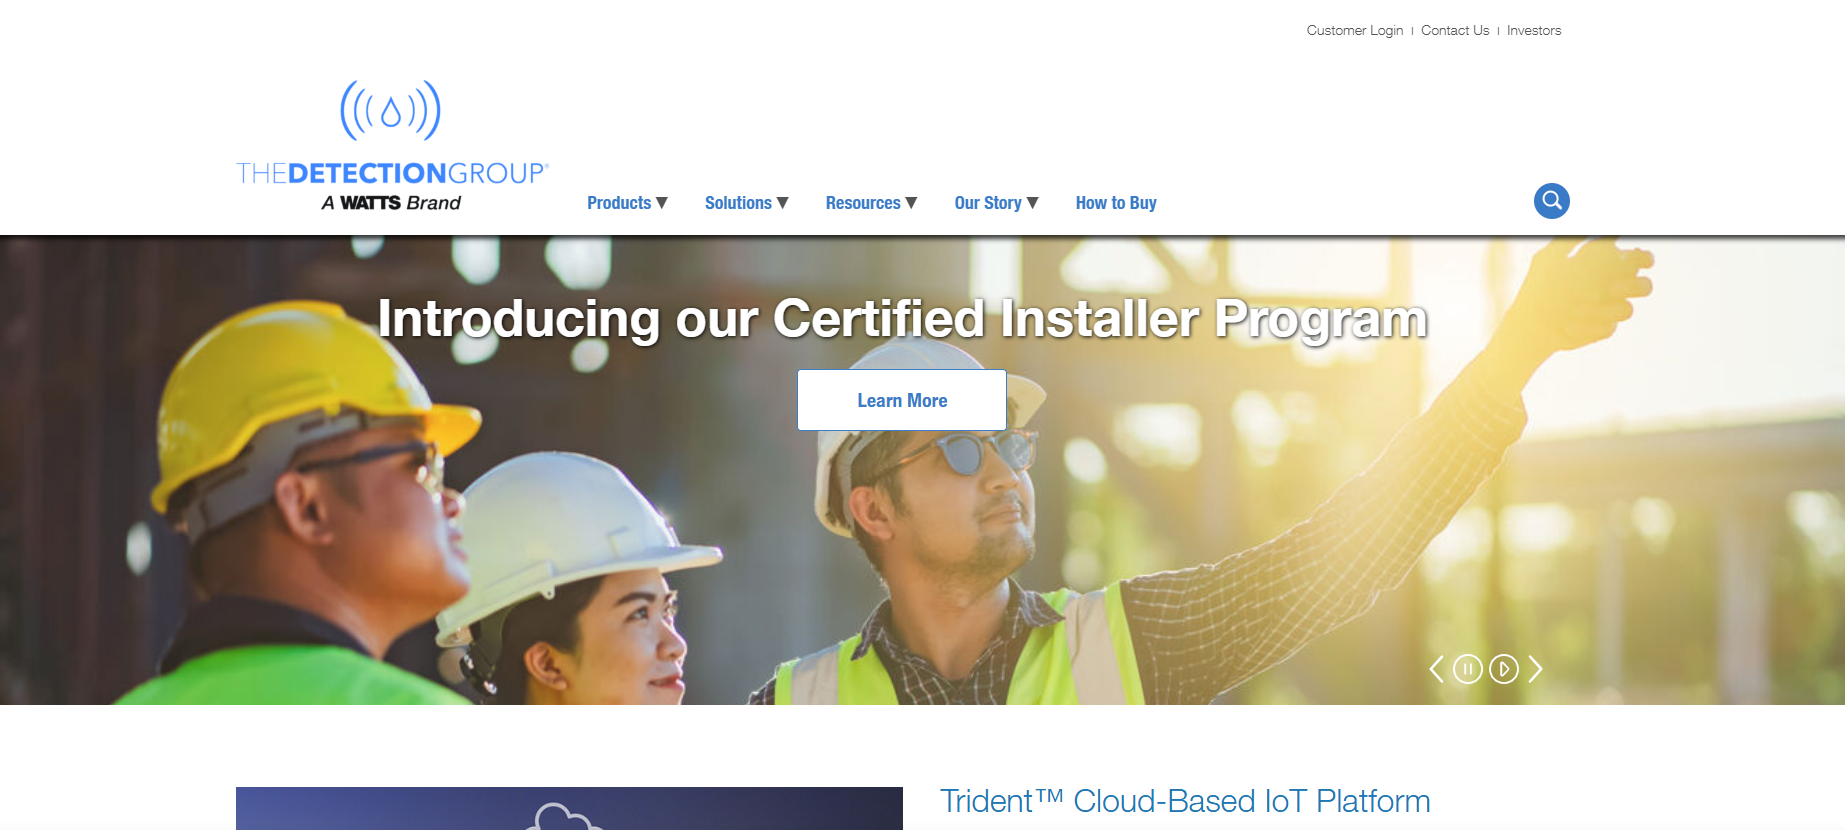 Customer Login | Contact Us | Investors
THEDETECTIONGROUP®
A WATTS Brand
Products ▼ Solutions ▼ Resources ▼ Our Story ▼ How to Buy
Introducing our Certified Installer Program
Learn More
Trident™ Cloud-Based IoT Platform